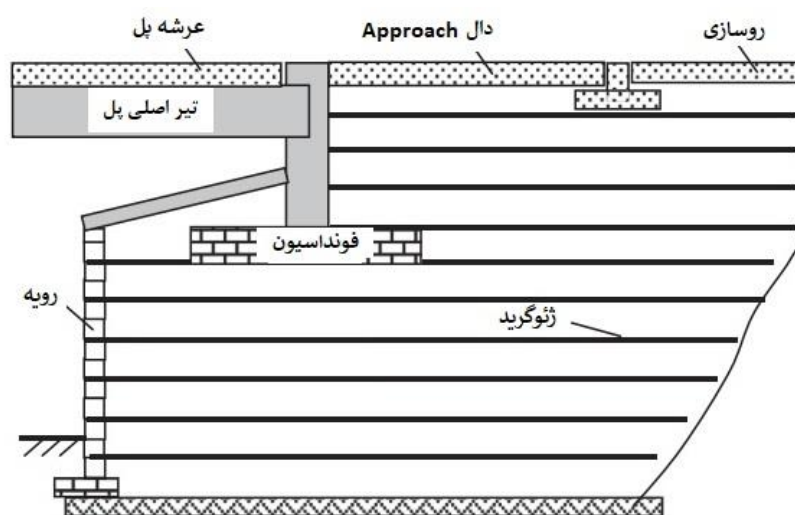 روسازی
دال Approach
عرشه پل
تیر اصلی پل
فونداسیون
رویه
ژئوگرید